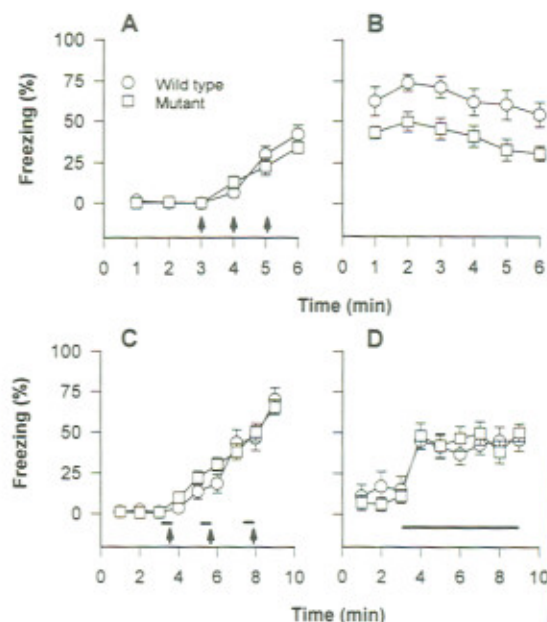 A
B
Freezing (%)
100
75
50
25
0
Wild type
Mutant
0 1 2 3 4 5 6
0 1 2 3 4 5 6
Time (min)
C
D
Freezing (%)
100
75
50
25
0
0 2 4 6 8 10
0 2 4 6 8 10
Time (min)